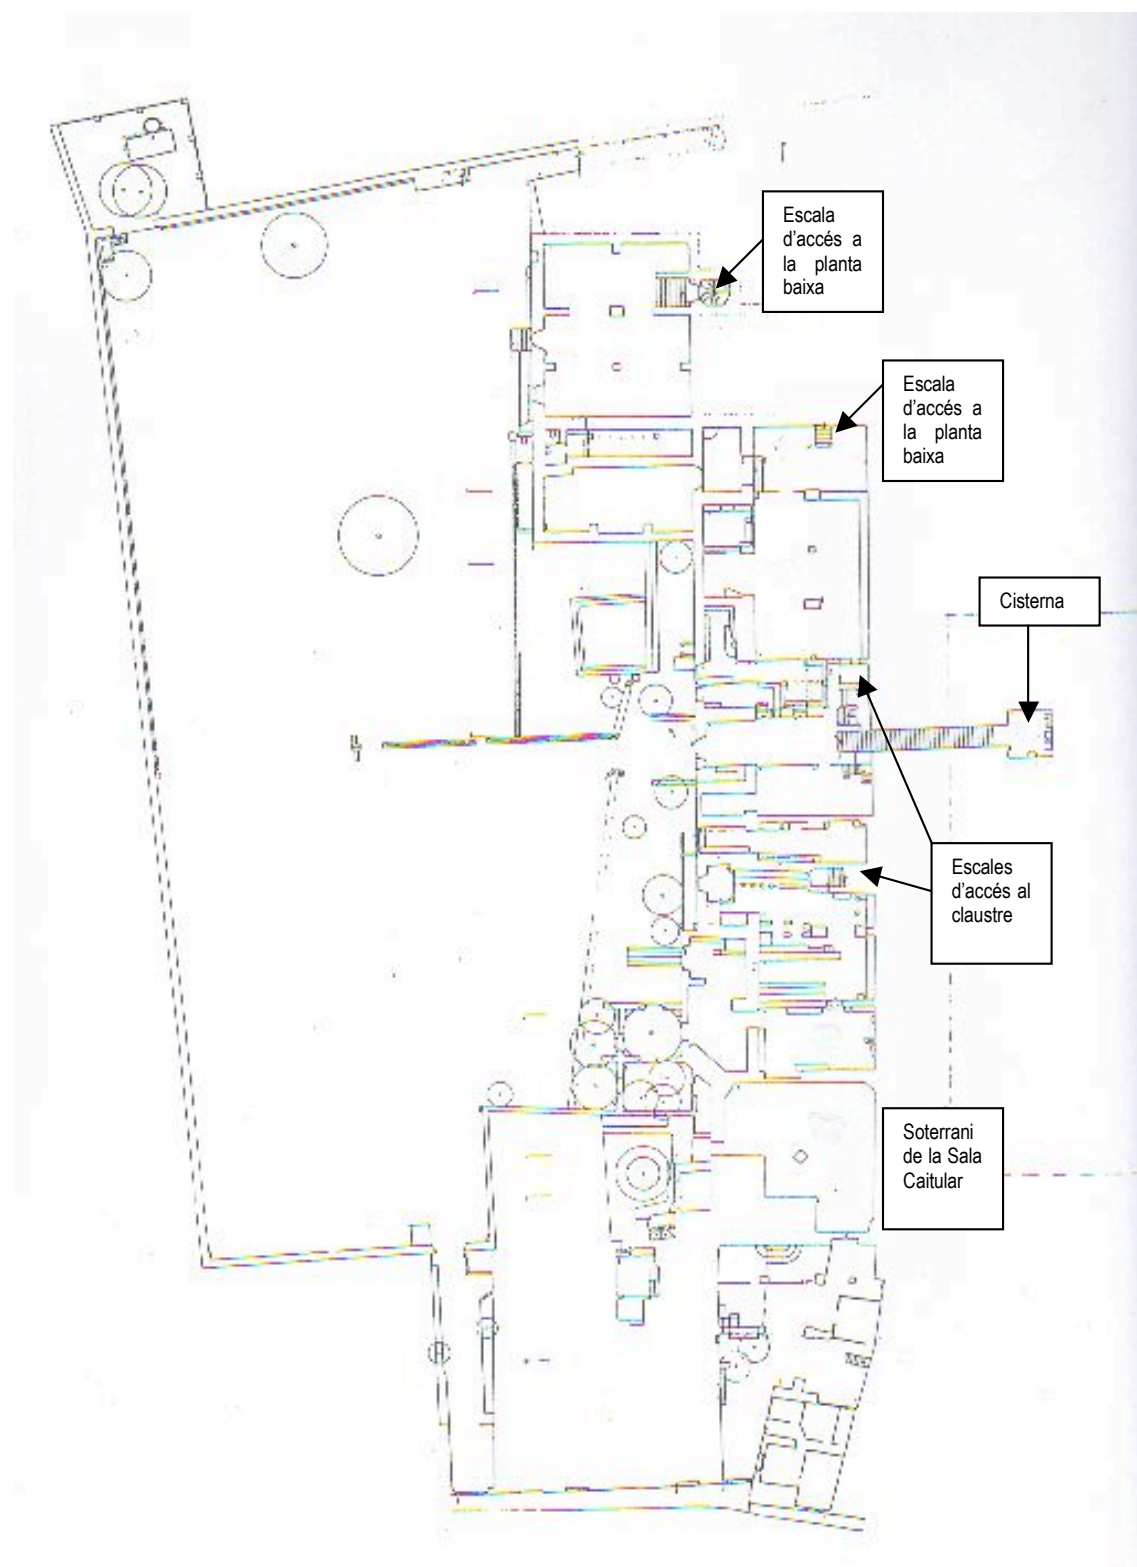 Escala
d'accés a
la planta
baixa
Escala
d'accés a
la planta
baixa
Cisterna
Escales
d'accés al
claustre
Soterrani
de la Sala
Caitular